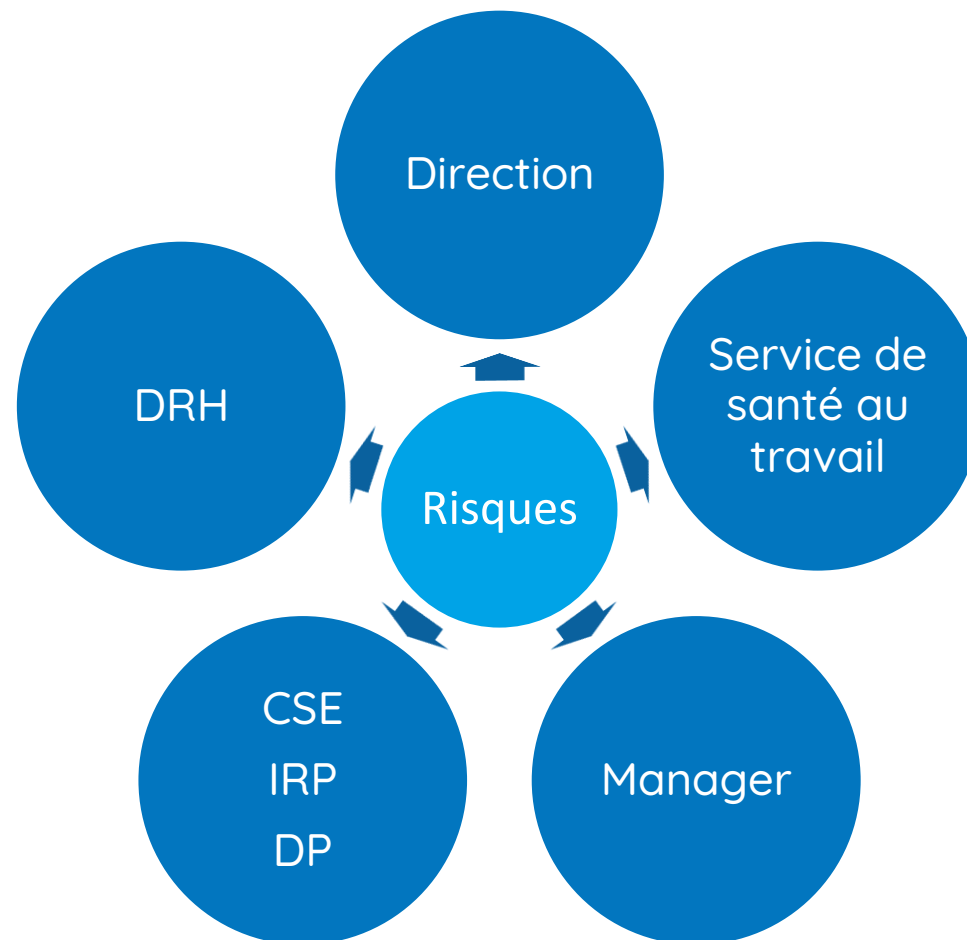 Direction
DRH
Service de
santé au
travail
Risques
CSE
IRP
DP
Manager